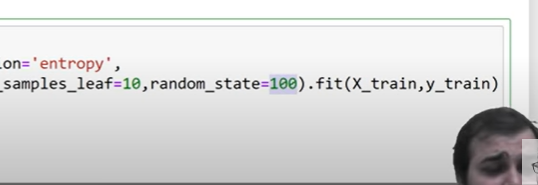 ion='entropy',
_samples_leaf=10,random_state=100).fit(X_train,y_train)